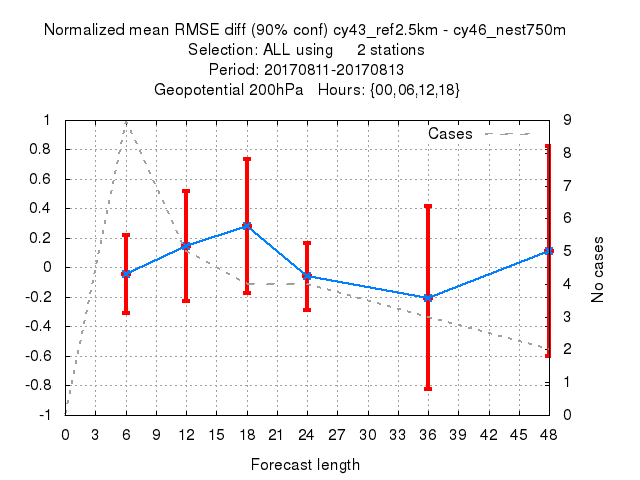 Normalized mean RMSE diff (90% conf) cy43_ref2.5km - cy46_nest750m
Selection: ALL using     2 stations
Period: 20170811-20170813
Geopotential 200hPa   Hours: {00,06,12,18}
Cases
1
0.8
0.6
0.4
0.2
0
-0.2
-0.4
-0.6
-0.8
-1
9
8
7
6
5
4
3
2
1
0
No cases
0 3 6 9 12 15 18 21 24 27 30 33 36 39 42 45 48
Forecast length